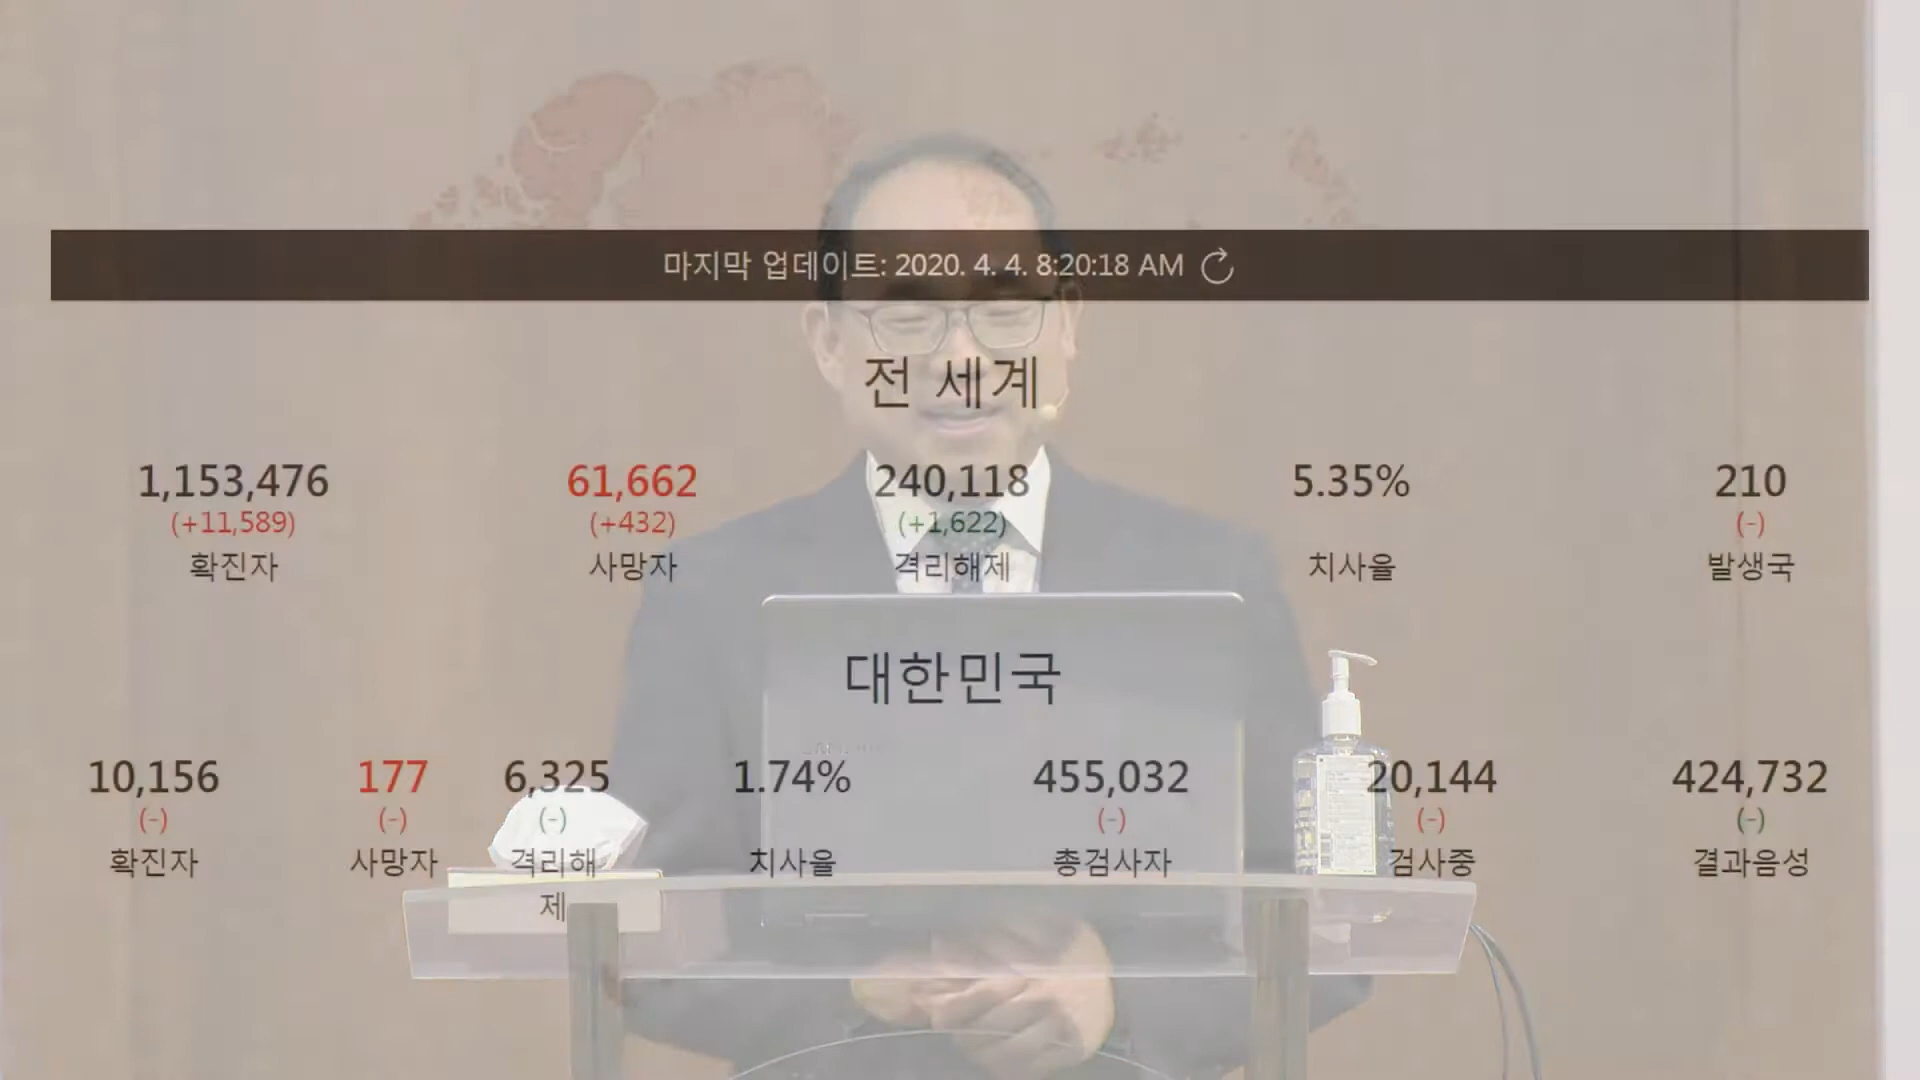 마지막 업데이트: 2020. 4. 4. 8:20:18 AM
전 세계
1,153,476 61,662 240,118 5.35% 210
(+11,589) (+432) (+1,622) (-)
확진자 사망자 격리해제 치사율 발생국
대한민국
10,156 177 6,325 1.74% 455,032 20,144 424,732
(-) (-) (-) (-) (-) (-)
확진자 사망자 격리해 치사율 총검사자 검사중 결과음성
제